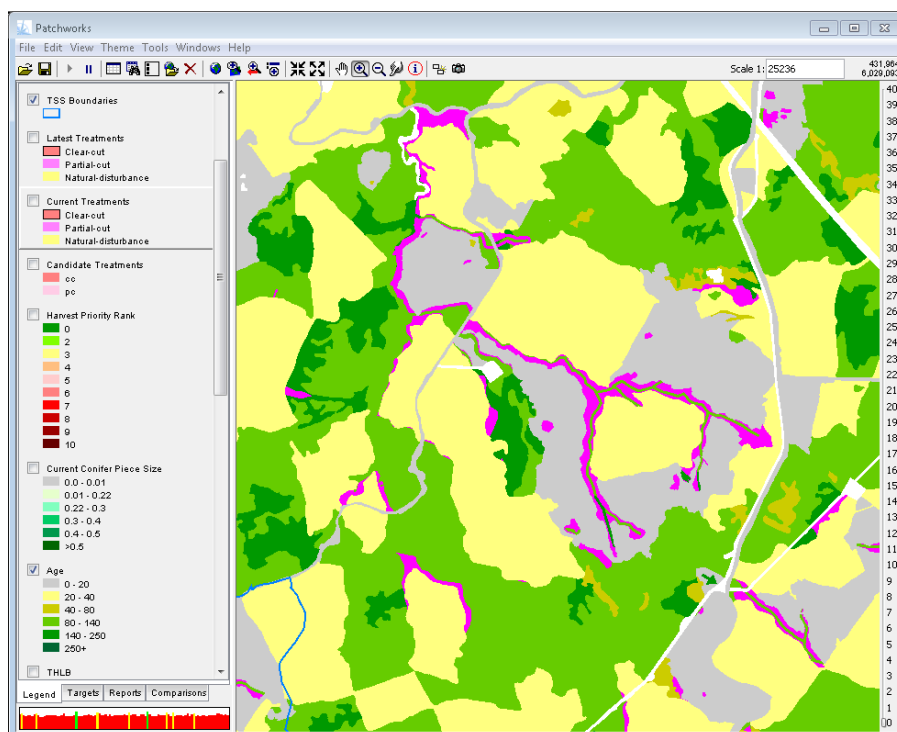 Patchworks
File Edit View Theme Tools Windows Help
Scale 1: 25236
431,964
6,029,093
TSS Boundaries
Latest Treatments
Clear-cut
Partial-cut
Natural-disturbance
Current Treatments
Clear-cut
Partial-cut
Natural-disturbance
Candidate Treatments
cc
pc
Harvest Priority Rank
0
2
3
4
5
6
7
8
9
10
Current Conifer Piece Size
0.0 - 0.01
0.01 - 0.22
0.22 - 0.3
0.3 - 0.4
0.4 - 0.5
>0.5
Age
0 - 20
20 - 40
40 - 80
80 - 140
140 - 250
250+
THLB
Legend Targets Reports Comparisons
40
39
38
37
36
35
34
33
32
31
30
29
28
27
26
25
24
23
22
21
20
19
18
17
16
15
14
13
12
11
10
9
8
7
6
5
4
3
2
1
0